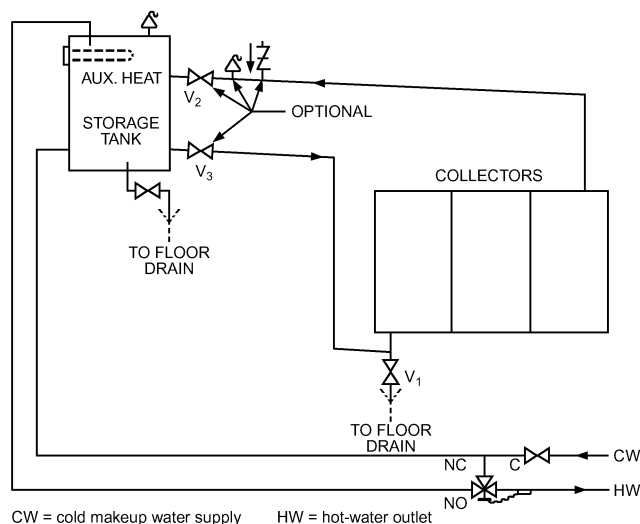 AUX. HEAT
V2
OPTIONAL
STORAGE
TANK
V3
COLLECTORS
TO FLOOR
DRAIN
V1
TO FLOOR
DRAIN
NC
C
CW
NO
HW
CW = cold makeup water supply HW = hot-water outlet